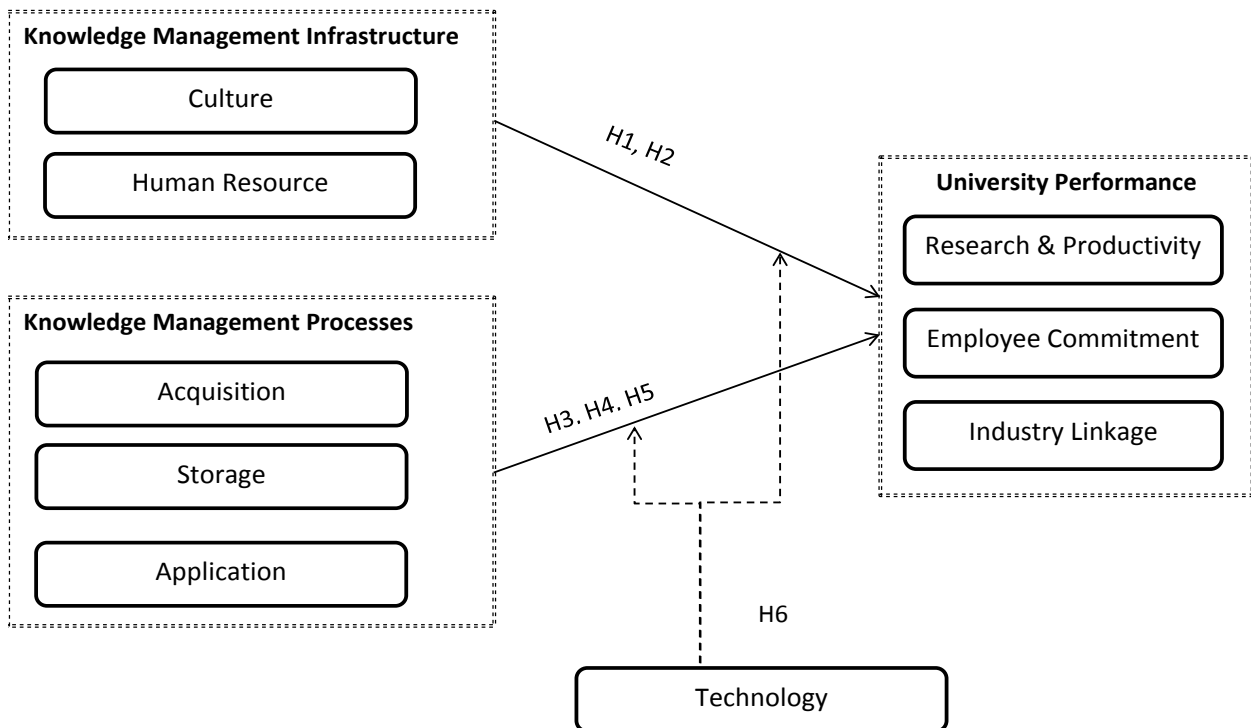 Knowledge Management Infrastructure
Culture
Human Resource
H1, H2
University Performance
Research & Productivity
Employee Commitment
Industry Linkage
Knowledge Management Processes
Acquisition
Storage
Application
H3. H4. H5
H6
Technology